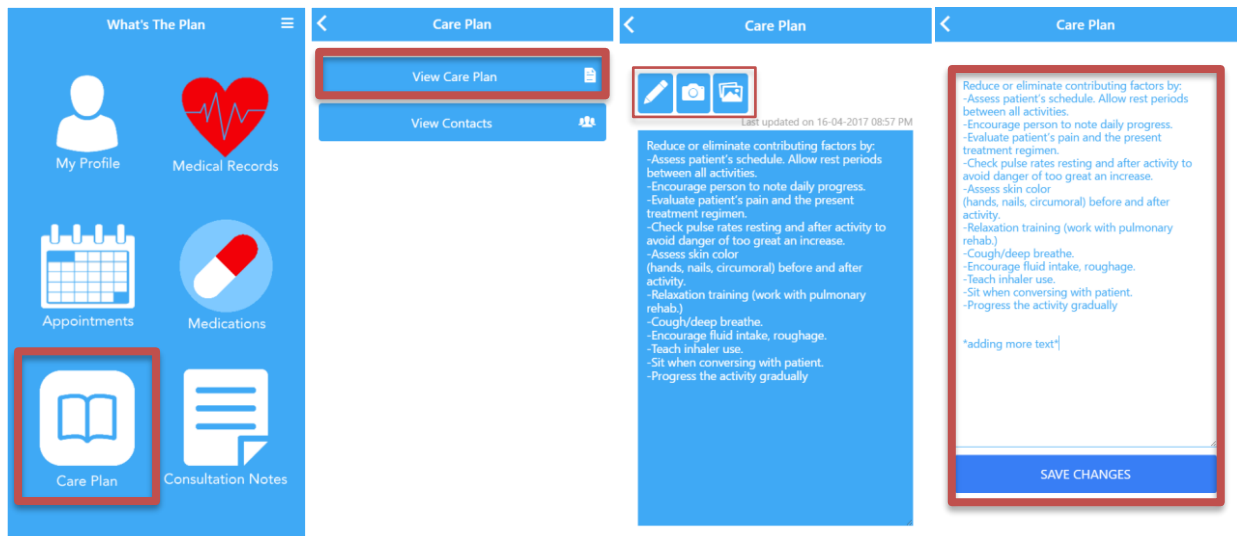 What's The Plan
My Profile
Medical Records
Appointments
Medications
Care Plan
Consultation Notes
Care Plan
View Care Plan
View Contacts
Care Plan
Last updated on 16-04-2017 08:57 PM
Reduce or eliminate contributing factors by:
-Assess patient's schedule. Allow rest periods
between all activities.
-Encourage person to note daily progress.
-Evaluate patient's pain and the present
treatment regimen.
-Check pulse rates resting and after activity to
avoid danger of too great an increase.
-Assess skin color
(hands, nails, circumoral) before and after
activity.
-Relaxation training (work with pulmonary
rehab.)
-Cough/deep breathe.
-Encourage fluid intake, roughage.
-Teach inhaler use.
-Sit when conversing with patient.
-Progress the activity gradually
Care Plan
Reduce or eliminate contributing factors by:
-Assess patient's schedule. Allow rest periods
between all activities.
-Encourage person to note daily progress.
-Evaluate patient's pain and the present
treatment regimen.
-Check pulse rates resting and after activity to
avoid danger of too great an increase.
-Assess skin color
(hands, nails, circumoral) before and after
activity.
-Relaxation training (work with pulmonary
rehab.)
-Cough/deep breathe.
-Encourage fluid intake, roughage.
-Teach inhaler use.
-Sit when conversing with patient.
-Progress the activity gradually
*adding more text*
SAVE CHANGES